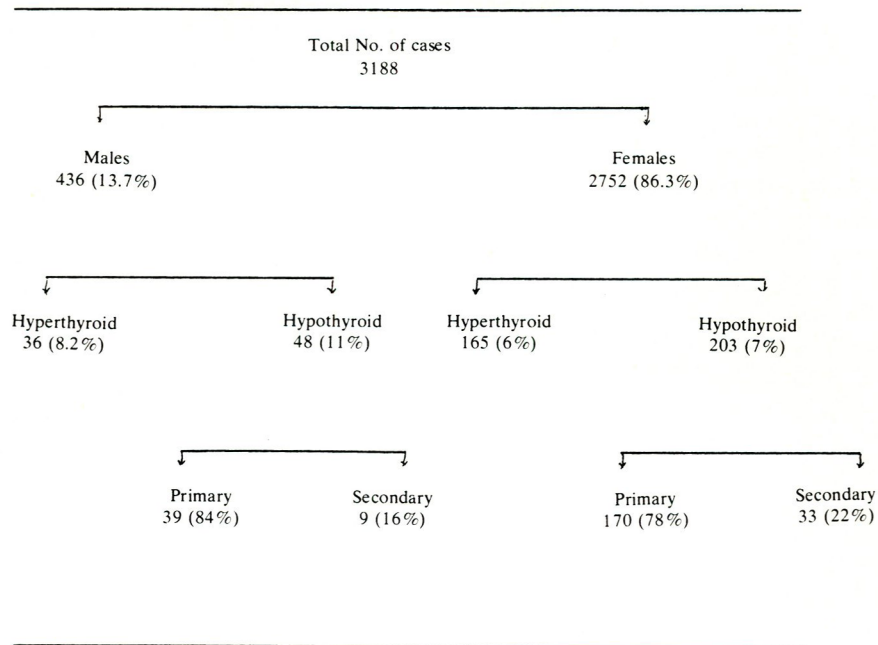 Total No. of cases
3188
Males
436 (13.7%)
Females
2752 (86.3%)
Hyperthyroid
36 (8.2%)
Hypothyroid
48 (11%)
Hyperthyroid
165 (6%)
Hypothyroid
203 (7%)
Primary
39 (84%)
Secondary
9 (16%)
Primary
170 (78%)
Secondary
33 (22%)